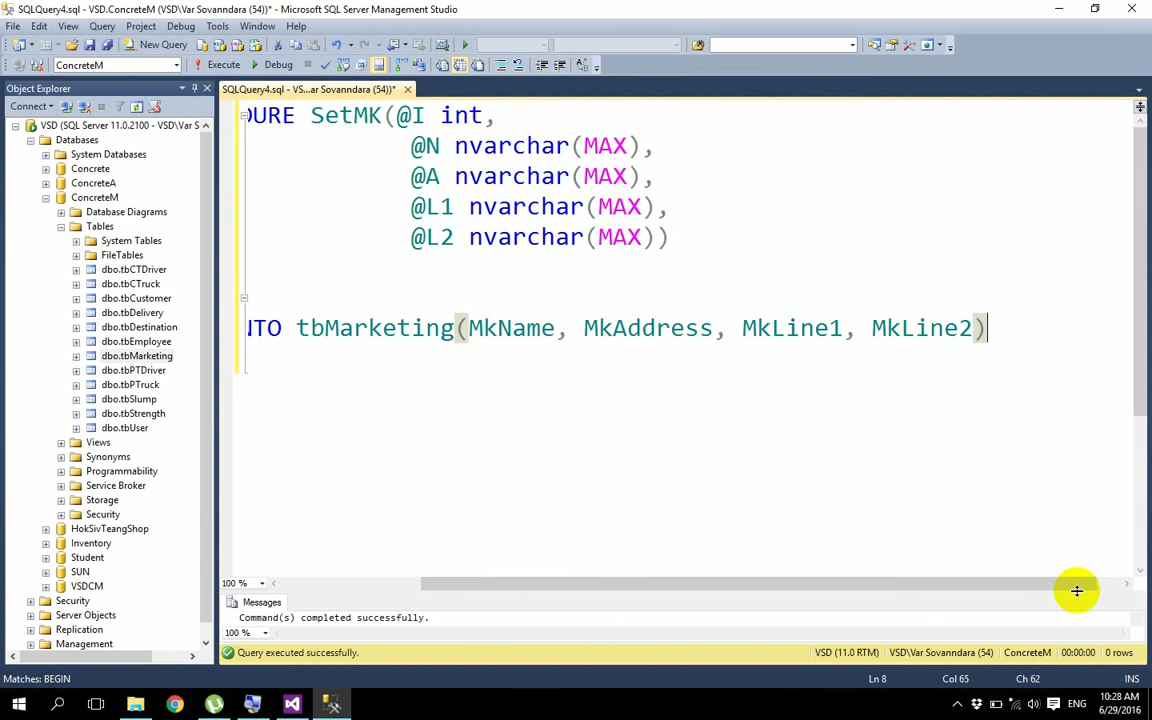 SQLQuery4.sql - VSD.ConcreteM (VSD\Var Sovanndara (54))* - Microsoft SQL Server Management Studio
File Edit View Query Project Debug Tools Window Help
New Query
ConcreteM Execute Debug
Object Explorer
SQLQuery4.sql - VS...ar Sovanndara (54))*
Connect
VSD (SQL Server 11.0.2100 - VSD\Var S
Databases
System Databases
Concrete
ConcreteA
ConcreteM
Database Diagrams
Tables
System Tables
FileTables
dbo.tbCTDriver
dbo.tbCTruck
dbo.tbCustomer
dbo.tbDelivery
dbo.tbDestination
dbo.tbEmployee
dbo.tbMarketing
dbo.tbPTDriver
dbo.tbPTruck
dbo.tbSlump
dbo.tbStrength
dbo.tbUser
Views
Synonyms
Programmability
Service Broker
Storage
Security
HokSivTeangShop
Inventory
Student
SUN
VSDCM
Security
Server Objects
Replication
Management
DURE SetMK(@I int,
@N nvarchar(MAX),
@A nvarchar(MAX),
@L1 nvarchar(MAX),
@L2 nvarchar(MAX))
NTO tbMarketing(MkName, MkAddress, MkLine1, MkLine2)
100 %
Messages
Command(s) completed successfully.
100 %
Query executed successfully.
VSD (11.0 RTM) VSD\Var Sovanndara (54) ConcreteM 00:00:00 0 rows
Matches: BEGIN
Ln 8 Col 65 Ch 62 INS
ENG
10:28 AM
6/29/2016